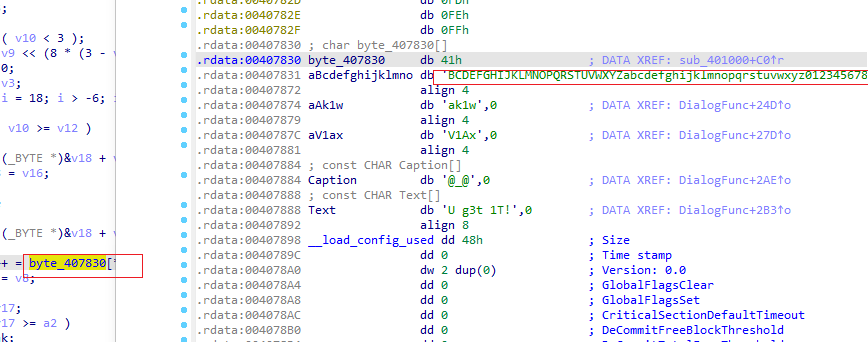 ;
( v10 < 3 );
v9 << (8 * (3 - v
0;
v3;
i = 18; i > -6; i
v10 >= v12 )
(_BYTE *)&v18 + v
= v16;
(_BYTE *)&v18 + v
+ = byte_407830[*
= v8;
v17;
v17 >= a2 )
k;
.rdata:0040782D db 0FDh
.rdata:0040782E db 0FEh
.rdata:0040782F db 0FFh
.rdata:00407830 ; char byte_407830[]
.rdata:00407830 byte_407830 db 41h ; DATA XREF: sub_401000+C0↑r
.rdata:00407831 aBcdefghijklmno db 'BCDEFGHIJKLMNOPQRSTUVWXYZabcdefghijklmnopqrstuvwxyz012345678
.rdata:00407872 align 4
.rdata:00407874 aAk1w db 'ak1w',0 ; DATA XREF: DialogFunc+24D↑o
.rdata:00407879 align 4
.rdata:0040787C aV1ax db 'V1Ax',0 ; DATA XREF: DialogFunc+27D↑o
.rdata:00407881 align 4
.rdata:00407884 ; const CHAR Caption[]
.rdata:00407884 Caption db '@_@',0 ; DATA XREF: DialogFunc+2AE↑o
.rdata:00407888 ; const CHAR Text[]
.rdata:00407888 Text db 'U g3t 1T!',0 ; DATA XREF: DialogFunc+2B3↑o
.rdata:00407892 align 8
.rdata:00407898 __load_config_used dd 48h ; Size
.rdata:0040789C dd 0 ; Time stamp
.rdata:004078A0 dw 2 dup(0) ; Version: 0.0
.rdata:004078A4 dd 0 ; GlobalFlagsClear
.rdata:004078A8 dd 0 ; GlobalFlagsSet
.rdata:004078AC dd 0 ; CriticalSectionDefaultTimeout
.rdata:004078B0 dd 0 ; DeCommitFreeBlockThreshold